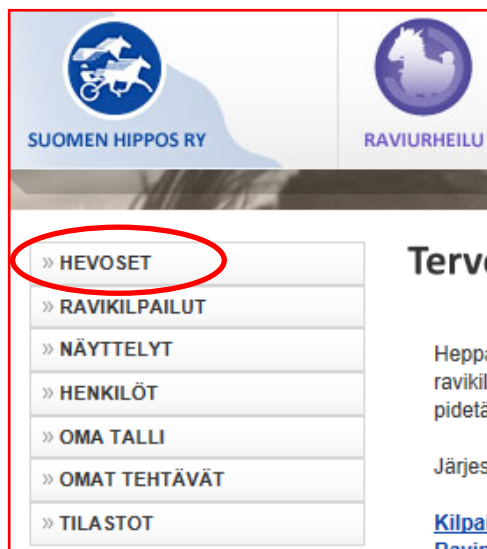 SUOMEN HIPPOS RY
RAVIURHEILU
» HEVOSET
» RAVIKILPAILUT
» NÄYTTELYT
» HENKILÖT
» OMA TALLI
» OMAT TEHTÄVÄT
» TILASTOT
Terv
Heppa
ravikil
pidetä
Järjes
Kilpai